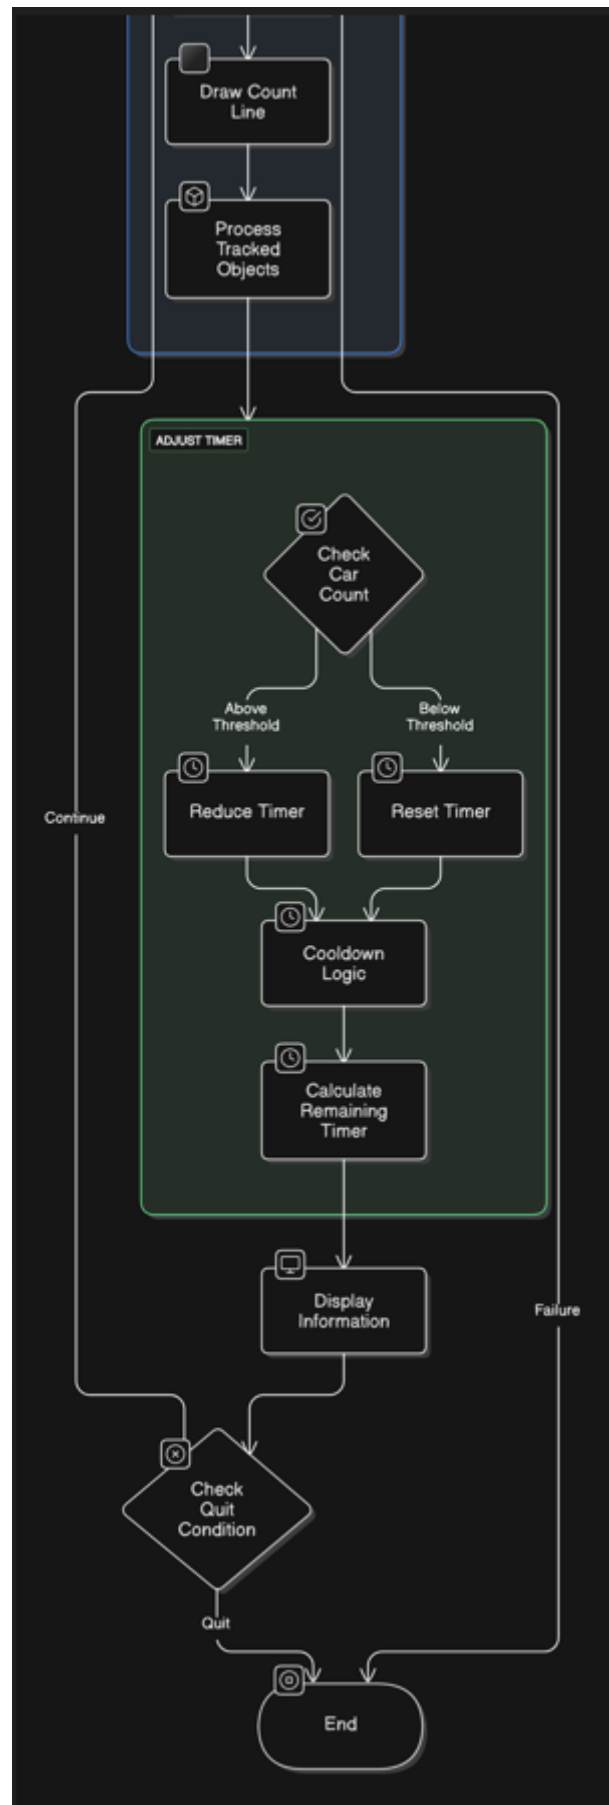 Draw Count
Line
Process
Tracked
Objects
ADJUST TIMER
Check
Car
Count
Above
Threshold
Below
Threshold
Reduce Timer
Reset Timer
Continue
Cooldown
Logic
Calculate
Remaining
Timer
Display
Information
Failure
Check
Quit
Condition
Quit
End